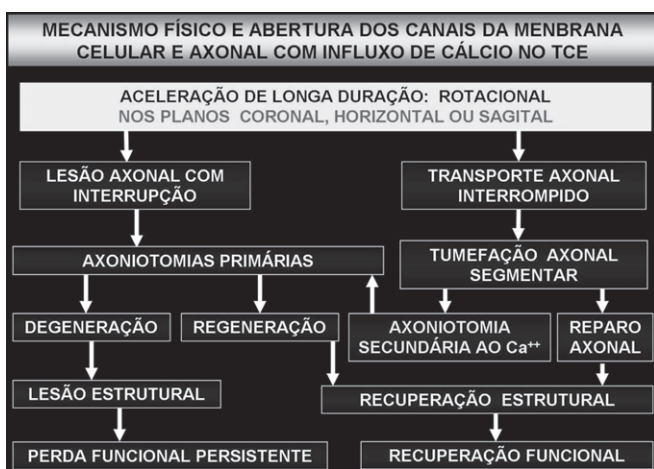 MECANISMO FÍSICO E ABERTURA DOS CANAIS DA MENBRANA
CELULAR E AXONAL COM INFLUXO DE CÁLCIO NO TCE
ACELERAÇÃO DE LONGA DURAÇÃO: ROTACIONAL
NOS PLANOS CORONAL, HORIZONTAL OU SAGITAL
LESÃO AXONAL COM
INTERRUPÇÃO
TRANSPORTE AXONAL
INTERROMPIDO
AXONIOTOMIAS PRIMÁRIAS
TUMEFAÇÃO AXONAL
SEGMENTAR
DEGENERAÇÃO
REGENERAÇÃO
AXONIOTOMIA
SECUNDÁRIA AO Ca⁺⁺
REPARO
AXONAL
LESÃO ESTRUTURAL
RECUPERAÇÃO ESTRUTURAL
PERDA FUNCIONAL PERSISTENTE
RECUPERAÇÃO FUNCIONAL